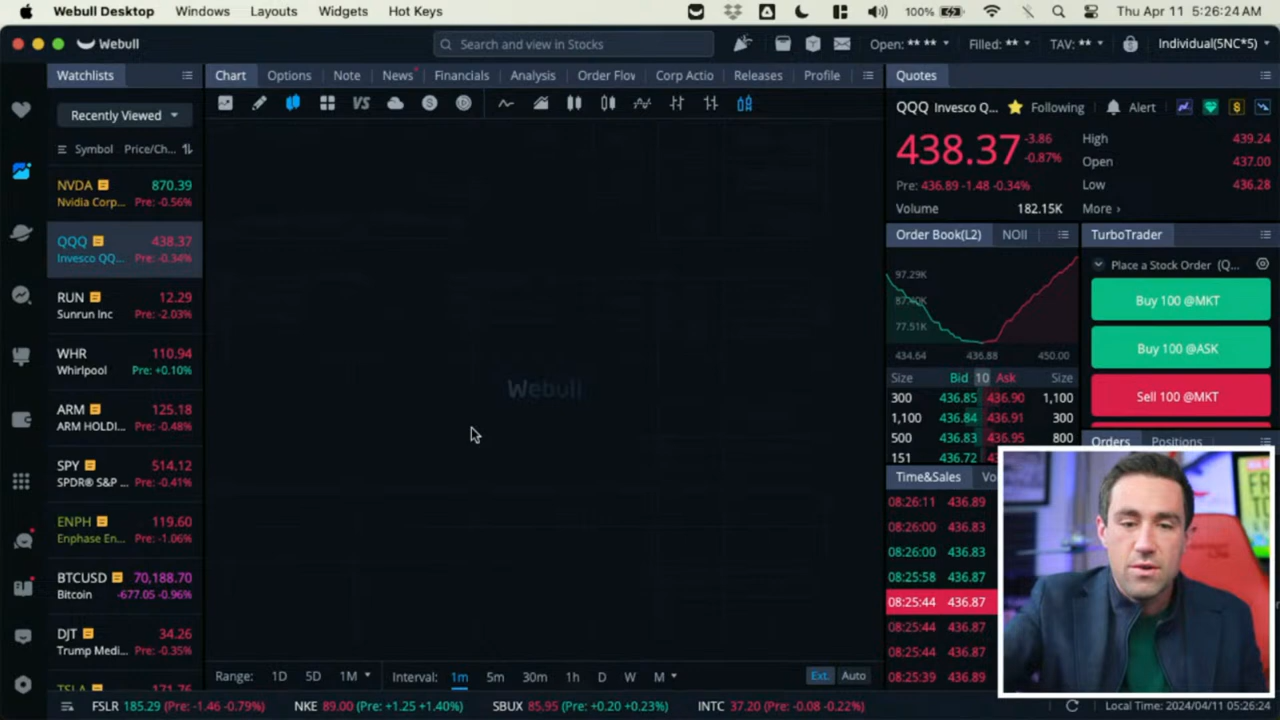 Webull Desktop Windows Layouts Widgets Hot Keys 100% Thu Apr 11 5:26:24 AM
Webull Search and view in Stocks Open: ** ** Filled: ** TAV: ** Individual(5NC*5)
Watchlists Chart Options Note News Financials Analysis Order Flov Corp Actio Releases Profile Quotes
Recently Viewed
Symbol Price/Ch...
NVDA 870.39
Nvidia Corp... Pre: -0.56%
QQQ 438.37
Invesco QQ... Pre: -0.34%
RUN 12.29
Sunrun Inc Pre: -2.03%
WHR 110.94
Whirlpool Pre: +0.10%
ARM 125.18
ARM HOLDI... Pre: -0.48%
SPY 514.12
SPDR® S&P ... Pre: -0.41%
ENPH 119.60
Enphase En... Pre: -1.06%
BTCUSD 70,188.70
Bitcoin -677.05 -0.96%
DJT 34.26
Trump Medi... Pre: -0.35%
TSLA 171.76
VS
Webull
Range: 1D 5D 1M Interval: 1m 5m 30m 1h D W M Ext. Auto
QQQ Invesco Q... Following Alert
438.37 -3.86 -0.87%
High 439.24
Open 437.00
Low 436.28
Pre: 436.89 -1.48 -0.34%
Volume 182.15K More
Order Book(L2) NOII
97.29K
77.51K
434.64 436.88 450.00
Size Bid 10 Ask Size
300 436.85 436.90 1,100
1,100 436.84 436.91 300
500 436.83 436.95 800
151 436.72
Time&Sales
08:26:11 436.89
08:26:00 436.83
08:26:00 436.83
08:25:58 436.87
08:25:44 436.87
08:25:44 436.87
08:25:44 436.87
08:25:39 436.89
TurboTrader
Place a Stock Order (Q...
Buy 100 @MKT
Buy 100 @ASK
Sell 100 @MKT
Orders Positions
FSLR 185.29 (Pre: -1.46 -0.79%) NKE 89.00 (Pre: +1.25 +1.40%) SBUX 85.95 (Pre: +0.20 +0.23%) INTC 37.20 (Pre: -0.08 -0.22%) Local Time: 2024/04/11 05:26:24